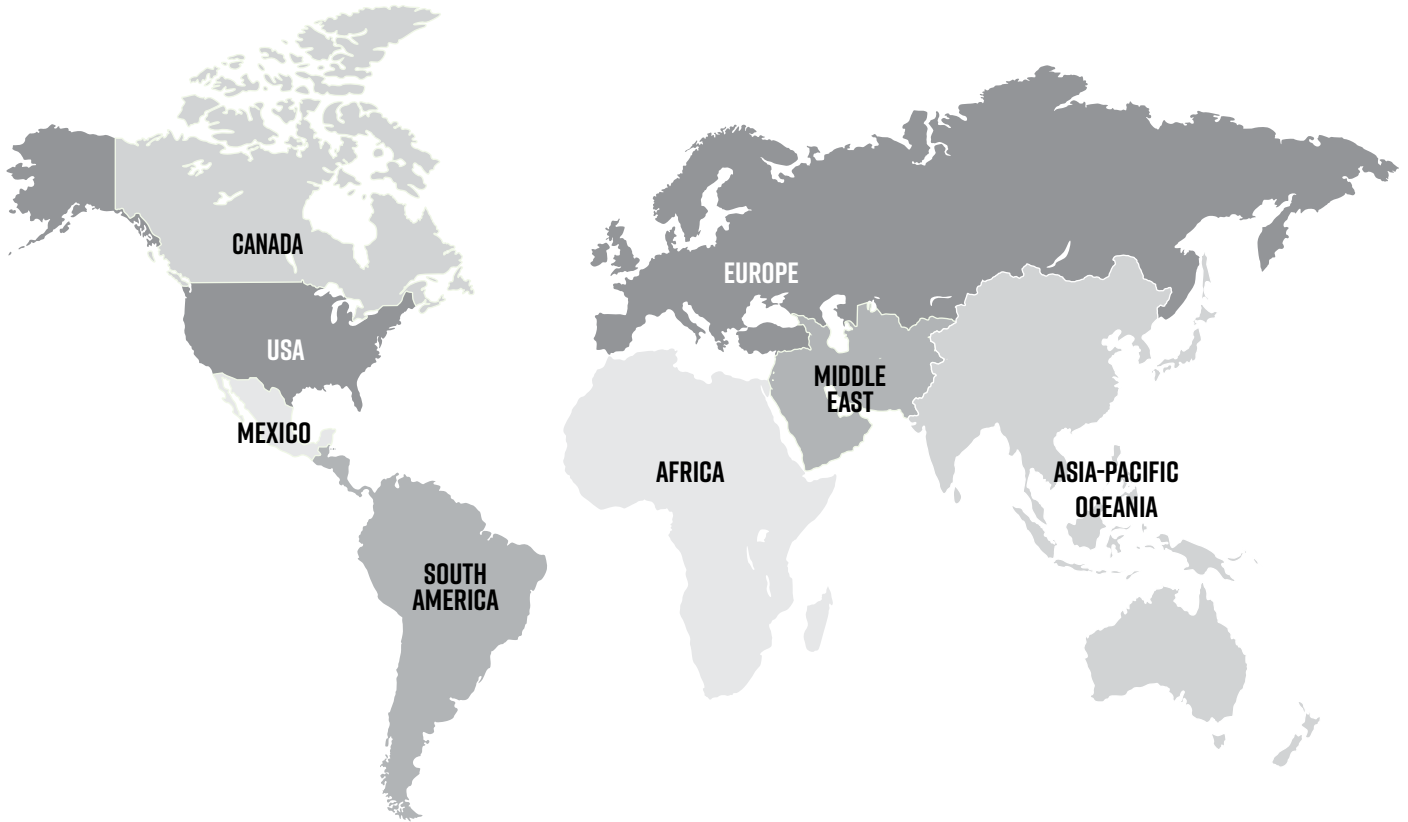 CANADA
EUROPE
USA
MIDDLE
EAST
MEXICO
AFRICA
ASIA-PACIFIC
OCEANIA
SOUTH
AMERICA